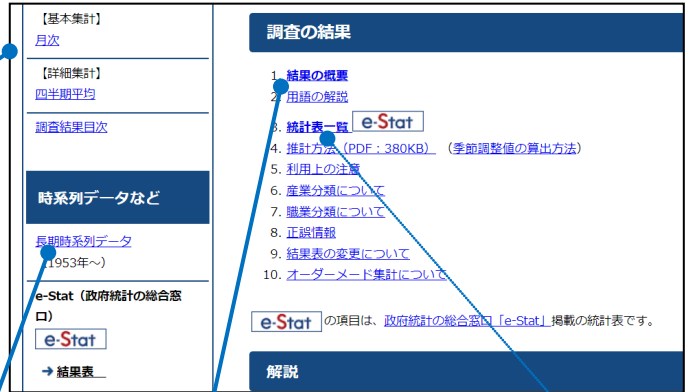 【基本集計】
月次
【詳細集計】
四半期平均
調査結果目次
時系列データなど
長期時系列データ
(1953年～)
e-Stat（政府統計の総合窓
口）
e-Stat
→ 結果表
調査の結果
1. 結果の概要
2. 用語の解説
3. 統計表一覧 e-Stat
4. 推計方法（PDF：380KB）（季節調整値の算出方法）
5. 利用上の注意
6. 産業分類について
7. 職業分類について
8. 正誤情報
9. 結果表の変更について
10. オーダーメード集計について
e-Stat の項目は、政府統計の総合窓口「e-Stat」掲載の統計表です。
解説